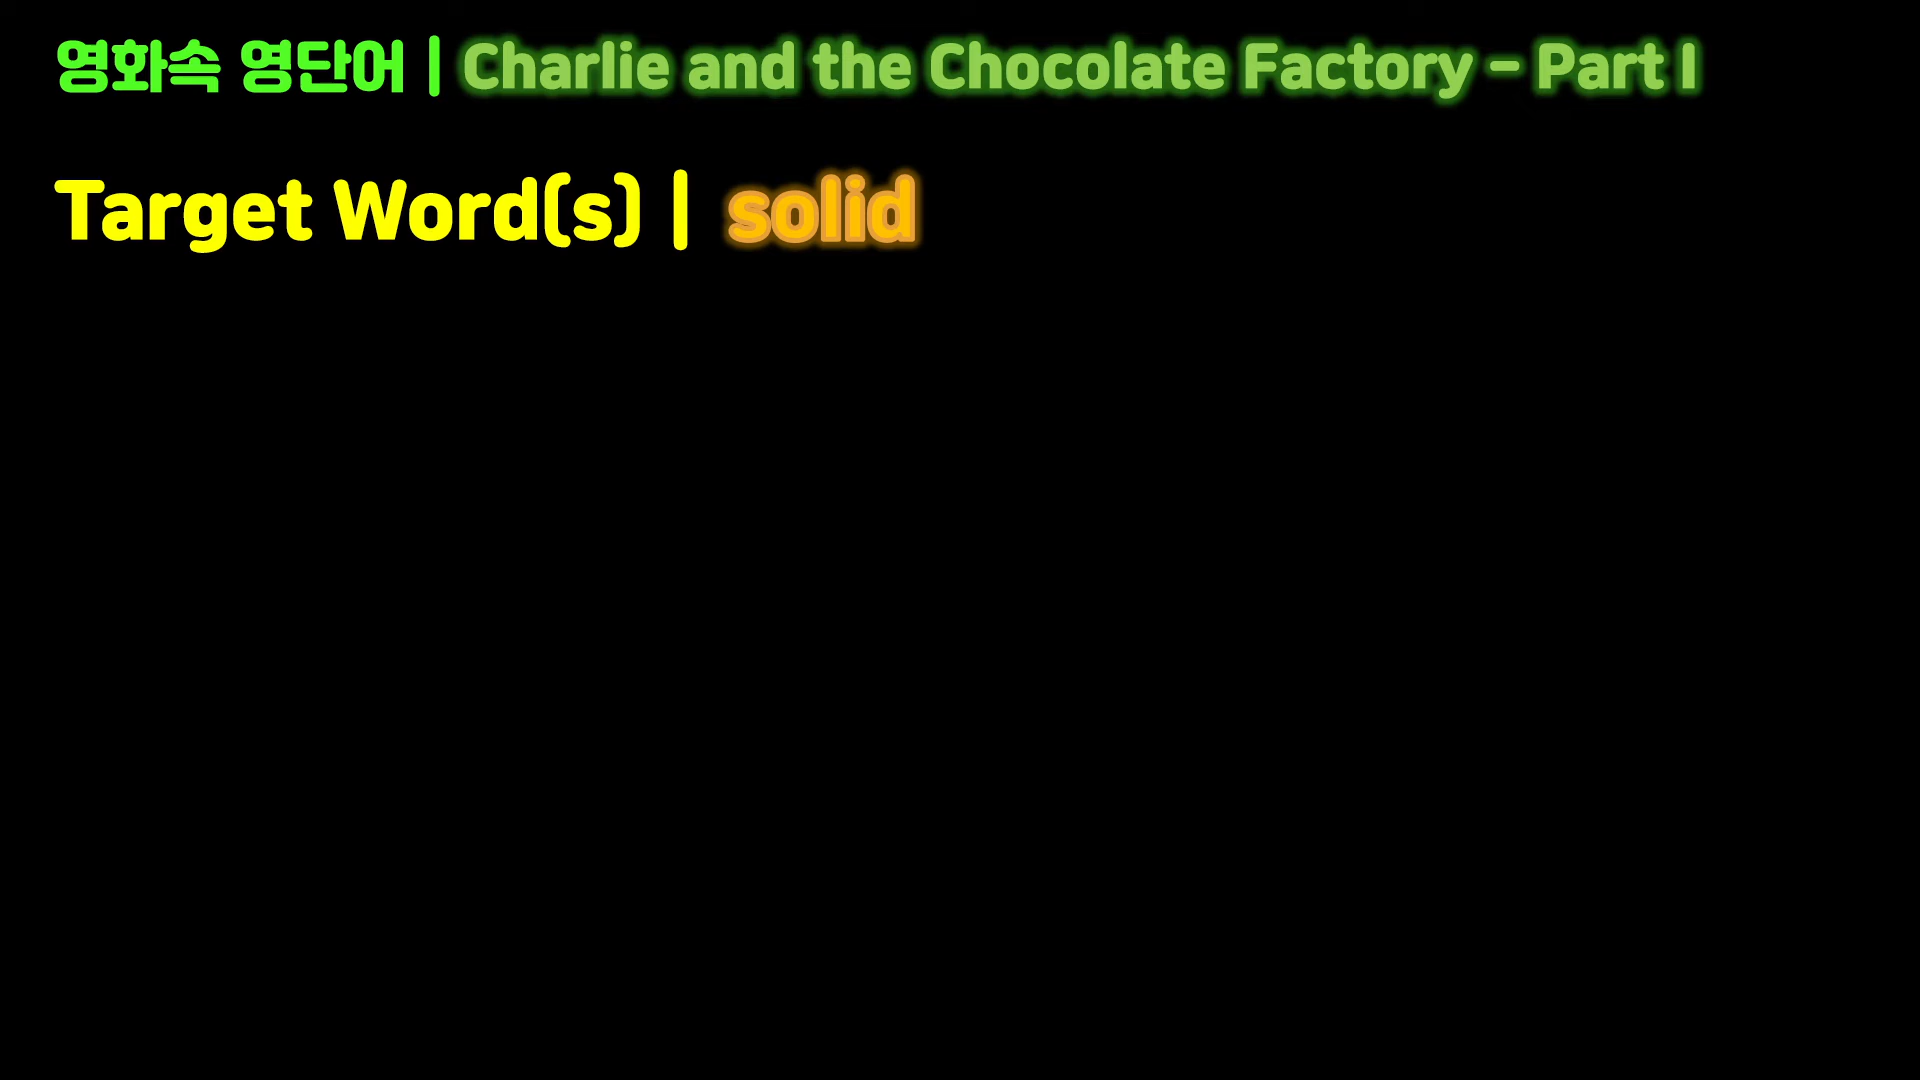 영화속 영단어 | Charlie and the Chocolate Factory - Part I
Target Word(s) | solid